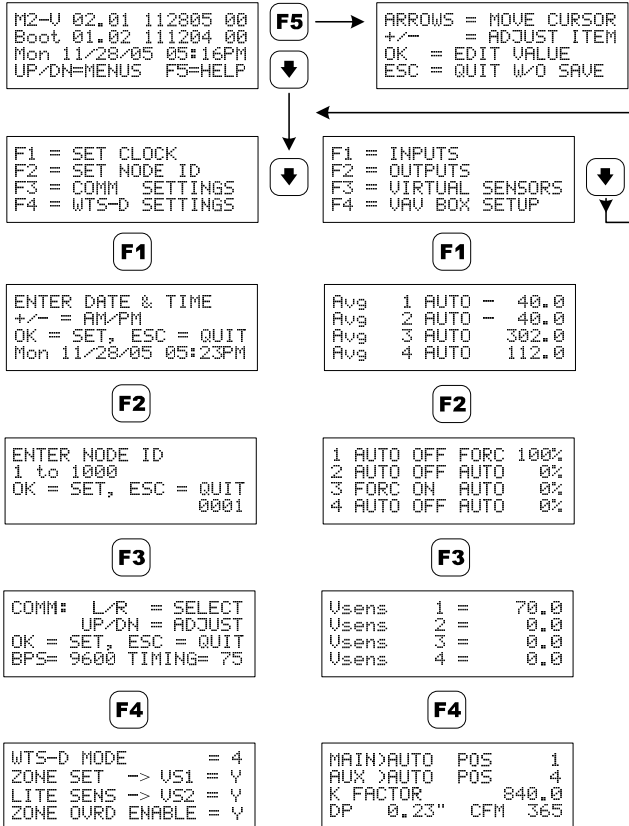 M2-V 02.01 112805 00
Boot 01.02 111204 00
Mon 11/28/05 05:16PM
UP/DN=MENUS F5=HELP
F5
ARROWS = MOVE CURSOR
+/- = ADJUST ITEM
OK = EDIT VALUE
ESC = QUIT W/O SAVE
F1 = SET CLOCK
F2 = SET NODE ID
F3 = COMM SETTINGS
F4 = WTS-D SETTINGS
F1 = INPUTS
F2 = OUTPUTS
F3 = VIRTUAL SENSORS
F4 = VAV BOX SETUP
F1
F1
ENTER DATE & TIME
+/- = AM/PM
OK = SET, ESC = QUIT
Mon 11/28/05 05:23PM
Avg 1 AUTO - 40.0
Avg 2 AUTO - 40.0
Avg 3 AUTO 302.0
Avg 4 AUTO 112.0
F2
F2
ENTER NODE ID
1 to 1000
OK = SET, ESC = QUIT
0001
1 AUTO OFF FORC 100%
2 AUTO OFF AUTO 0%
3 FORC ON AUTO 0%
4 AUTO OFF AUTO 0%
F3
F3
COMM: L/R = SELECT
UP/DN = ADJUST
OK = SET, ESC = QUIT
BPS= 9600 TIMING= 75
Vsens 1 = 70.0
Vsens 2 = 0.0
Vsens 3 = 0.0
Vsens 4 = 0.0
F4
F4
WTS-D MODE = 4
ZONE SET -> VS1 = Y
LITE SENS -> VS2 = Y
ZONE OVRD ENABLE = Y
MAIN>AUTO POS 1
AUX >AUTO POS 4
K FACTOR 840.0
DP 0.23" CFM 365